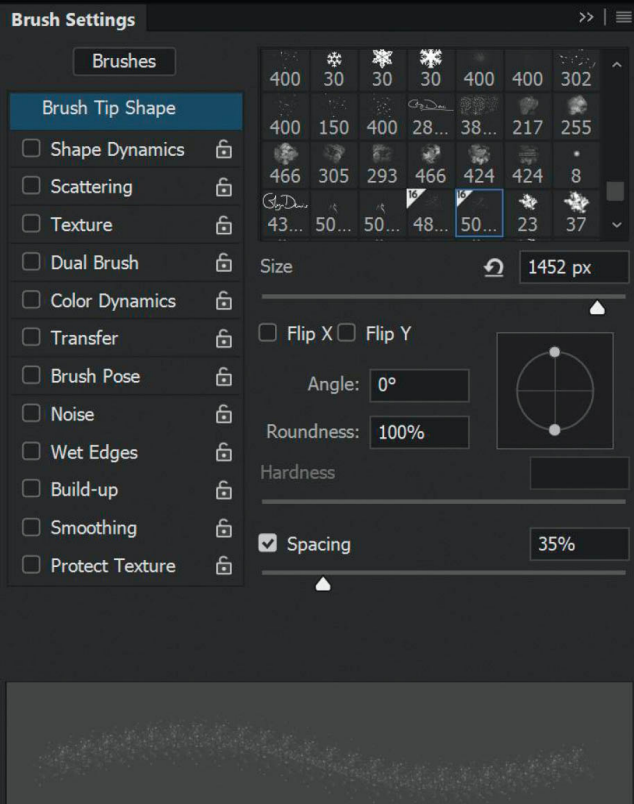 Brush Settings
Brushes
Brush Tip Shape
Shape Dynamics
Scattering
Texture
Dual Brush
Color Dynamics
Transfer
Brush Pose
Noise
Wet Edges
Build-up
Smoothing
Protect Texture
400 30 30 30 400 400 302
400 150 400 28... 38... 217 255
466 305 293 466 424 424 8
16 16
43... 50... 50... 48... 50... 23 37
Size 1452 px
Flip X Flip Y
Angle: 0°
Roundness: 100%
Hardness
Spacing 35%